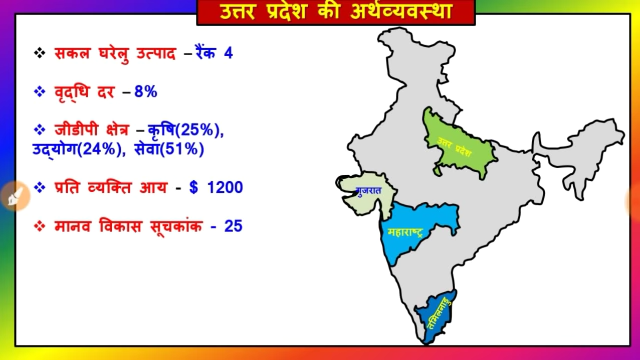 उत्तर प्रदेश की अर्थव्यवस्था
❖ सकल घरेलु उत्पाद – रैंक 4
❖ वृद्धि दर – 8%
❖ जीडीपी क्षेत्र – कृषि(25%),
उद्योग(24%), सेवा(51%)
❖ प्रति व्यक्ति आय - $ 1200
❖ मानव विकास सूचकांक - 25
उत्तर प्रदेश
गुजरात
महाराष्ट्र
तमिलनाडु